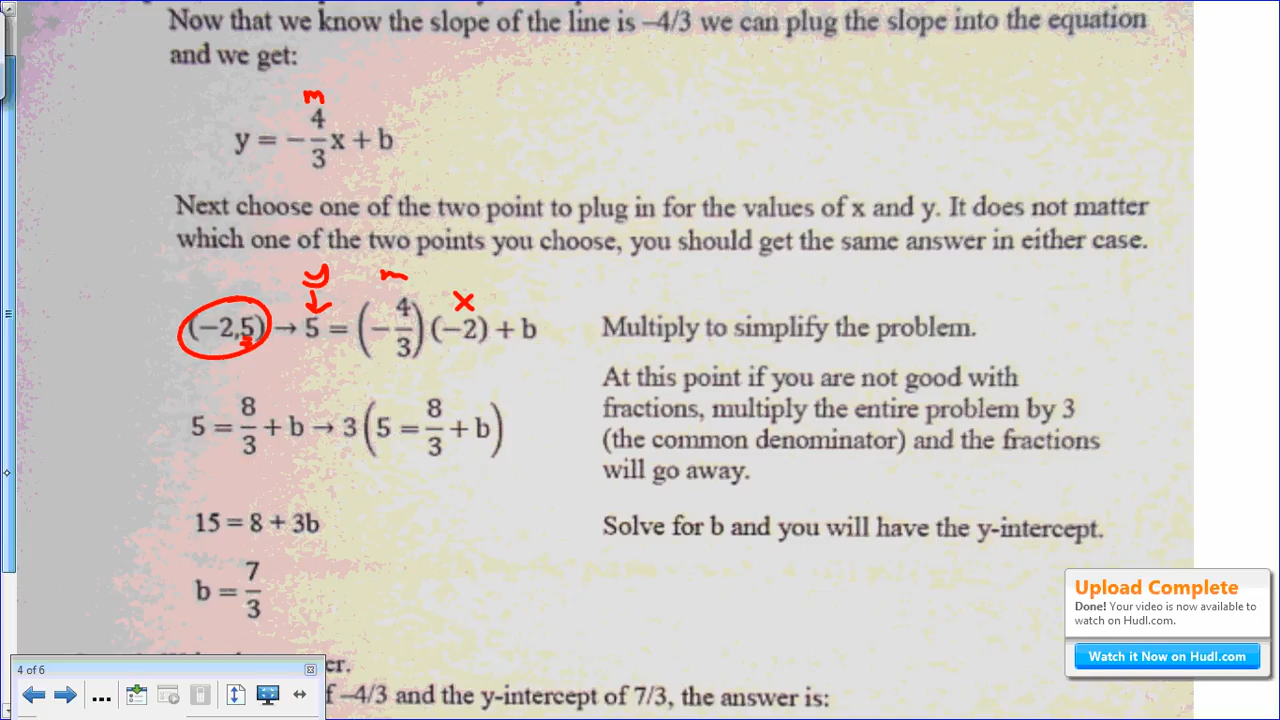 Now that we know the slope of the line is –4/3 we can plug the slope into the equation
and we get:
m
y = -4/3x + b
Next choose one of the two point to plug in for the values of x and y. It does not matter
which one of the two points you choose, you should get the same answer in either case.
y m x
(−2,5) → 5 = (−4/3)(−2) + b Multiply to simplify the problem.
At this point if you are not good with
fractions, multiply the entire problem by 3
(the common denominator) and the fractions
will go away.
5 = 8/3 + b → 3(5 = 8/3 + b)
15 = 8 + 3b Solve for b and you will have the y-intercept.
b = 7/3
Upload Complete
Done! Your video is now available to
watch on Hudl.com.
Watch it Now on Hudl.com
4 of 6
er.
f –4/3 and the y-intercept of 7/3, the answer is: